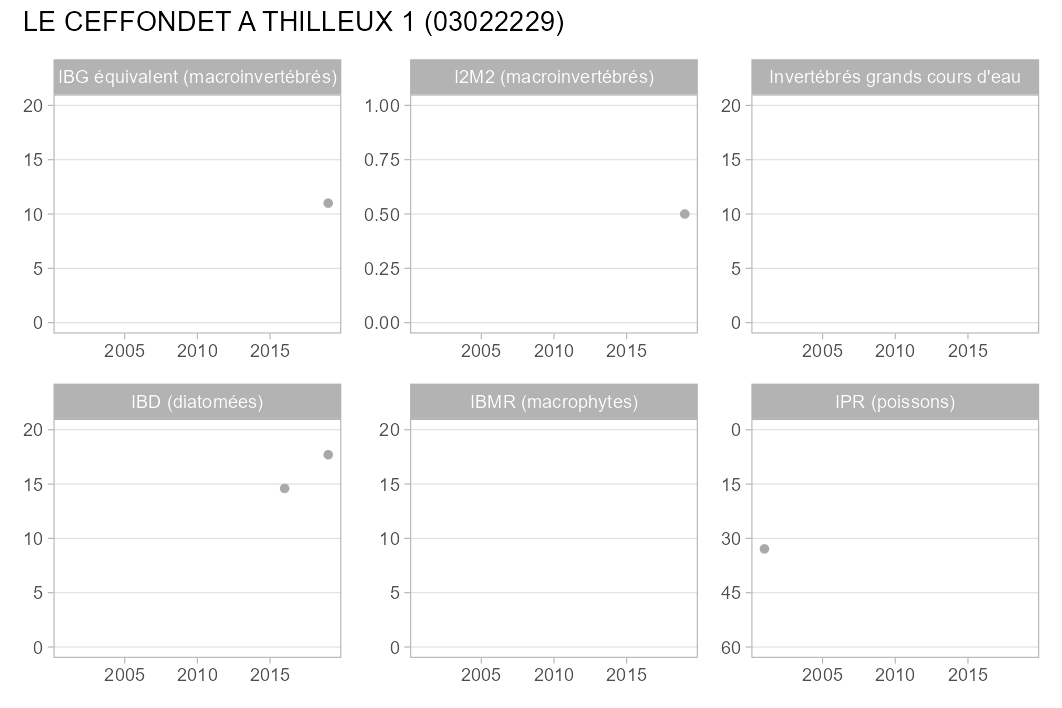 LE CEFFONDET A THILLEUX 1 (03022229)
IBG équivalent (macroinvertébrés)
20
15
10
5
0
2005 2010 2015
I2M2 (macroinvertébrés)
1.00
0.75
0.50
0.25
0.00
2005 2010 2015
Invertébrés grands cours d'eau
20
15
10
5
0
2005 2010 2015
IBD (diatomées)
20
15
10
5
0
2005 2010 2015
IBMR (macrophytes)
20
15
10
5
0
2005 2010 2015
IPR (poissons)
0
15
30
45
60
2005 2010 2015